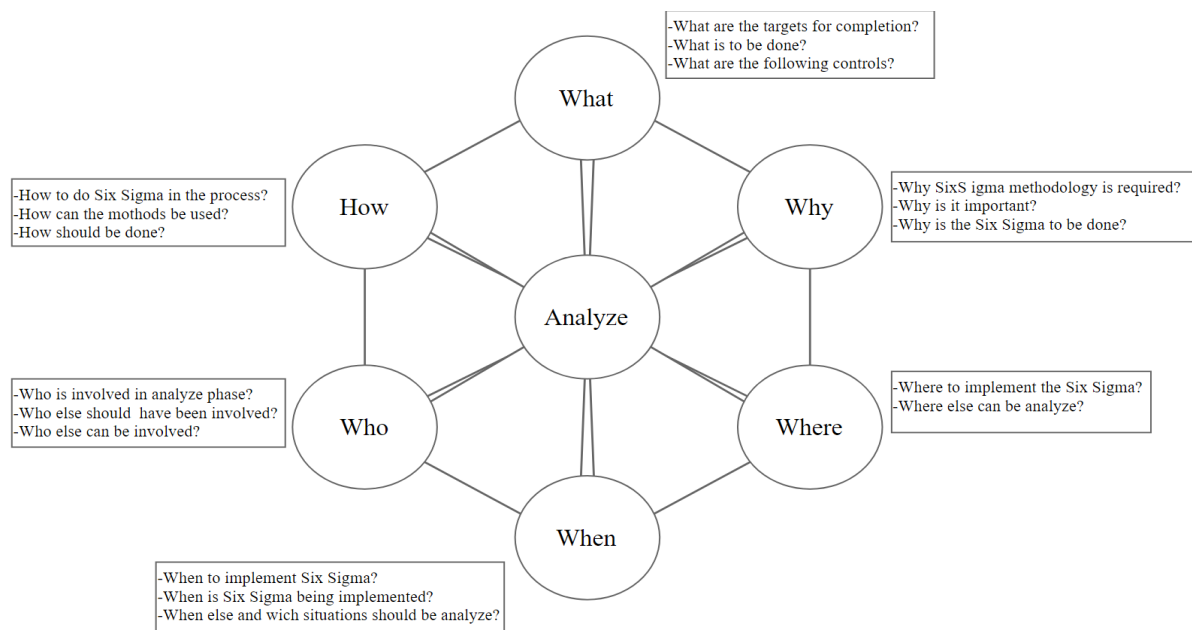 -What are the targets for completion?
-What is to be done?
-What are the following controls?
What
-How to do Six Sigma in the process?
-How can the mothods be used?
-How should be done?
How
Why
-Why SixS igma methodology is required?
-Why is it important?
-Why is the Six Sigma to be done?
Analyze
-Who is involved in analyze phase?
-Who else should have been involved?
-Who else can be involved?
Who
Where
-Where to implement the Six Sigma?
-Where else can be analyze?
When
-When to implement Six Sigma?
-When is Six Sigma being implemented?
-When else and wich situations should be analyze?